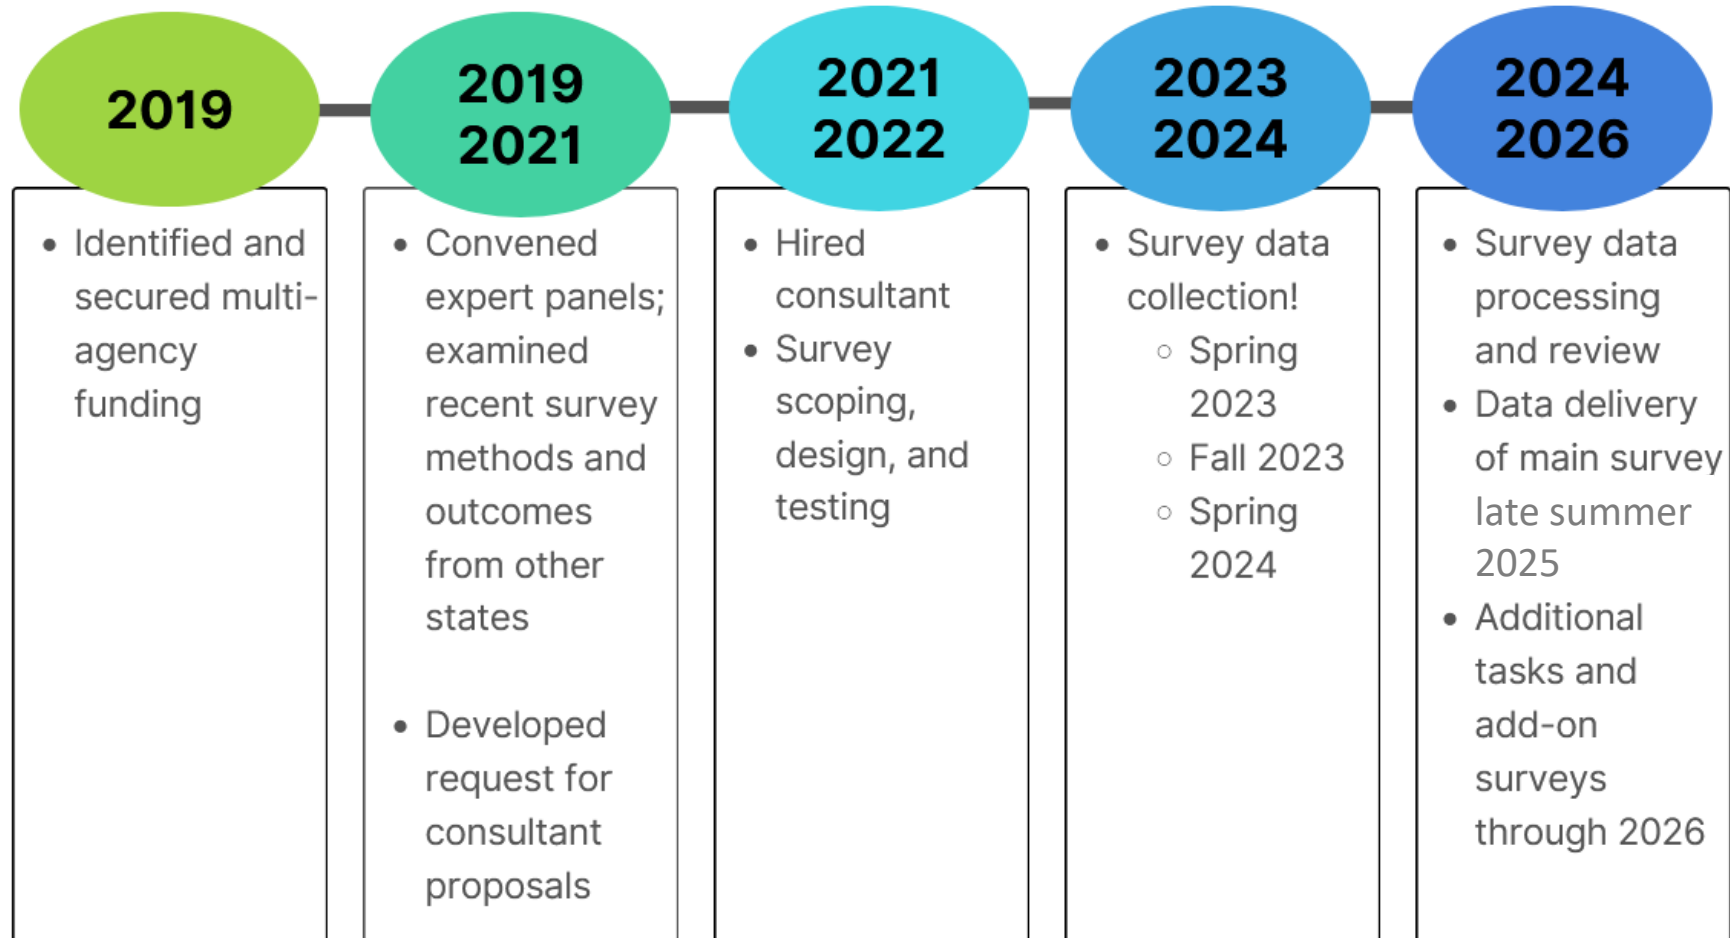 2019
• Identified and
secured multi-
agency
funding
2019
2021
• Convened
expert panels;
examined
recent survey
methods and
outcomes
from other
states
• Developed
request for
consultant
proposals
2021
2022
• Hired
consultant
• Survey
scoping,
design, and
testing
2023
2024
• Survey data
collection!
○ Spring
2023
○ Fall 2023
○ Spring
2024
2024
2026
• Survey data
processing
and review
• Data delivery
of main survey
late summer
2025
• Additional
tasks and
add-on
surveys
through 2026